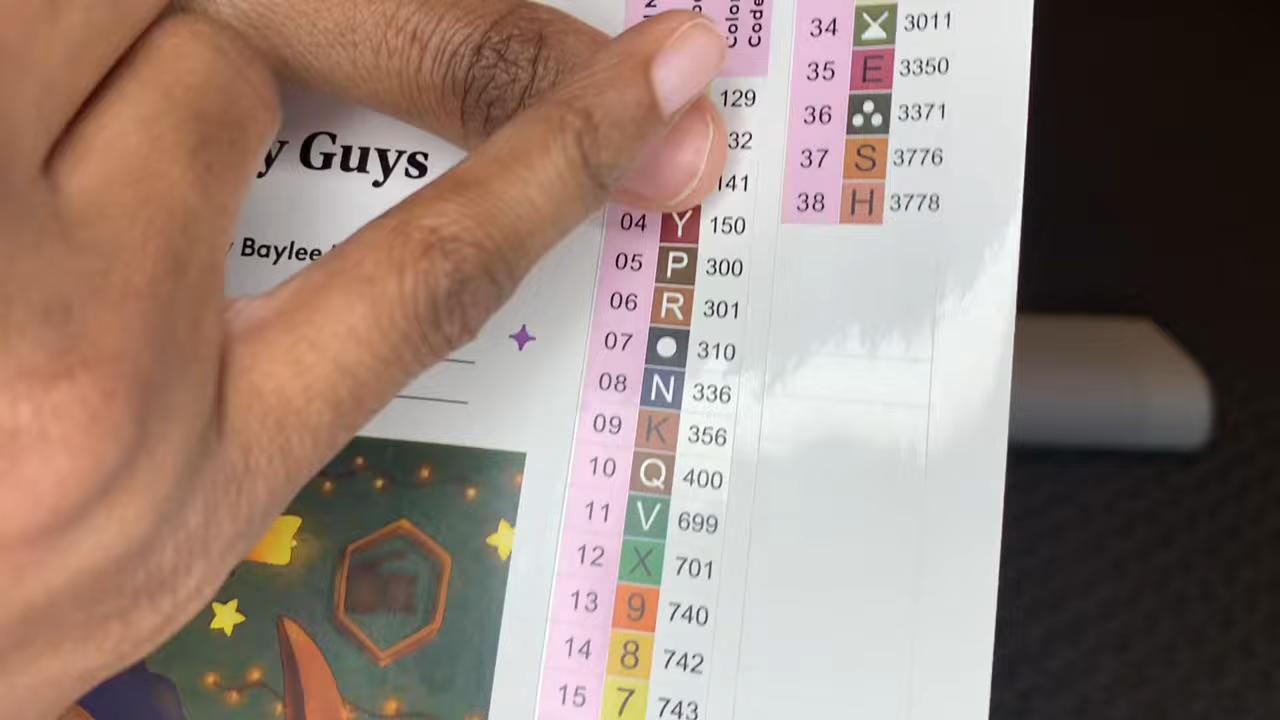 Guys
Baylee
Color
Code
129
32
141
04 Y 150
05 P 300
06 R 301
07 310
08 N 336
09 K 356
10 Q 400
11 V 699
12 X 701
13 9 740
14 8 742
15 7 743
34 3011
35 E 3350
36 3371
37 S 3776
38 H 3778